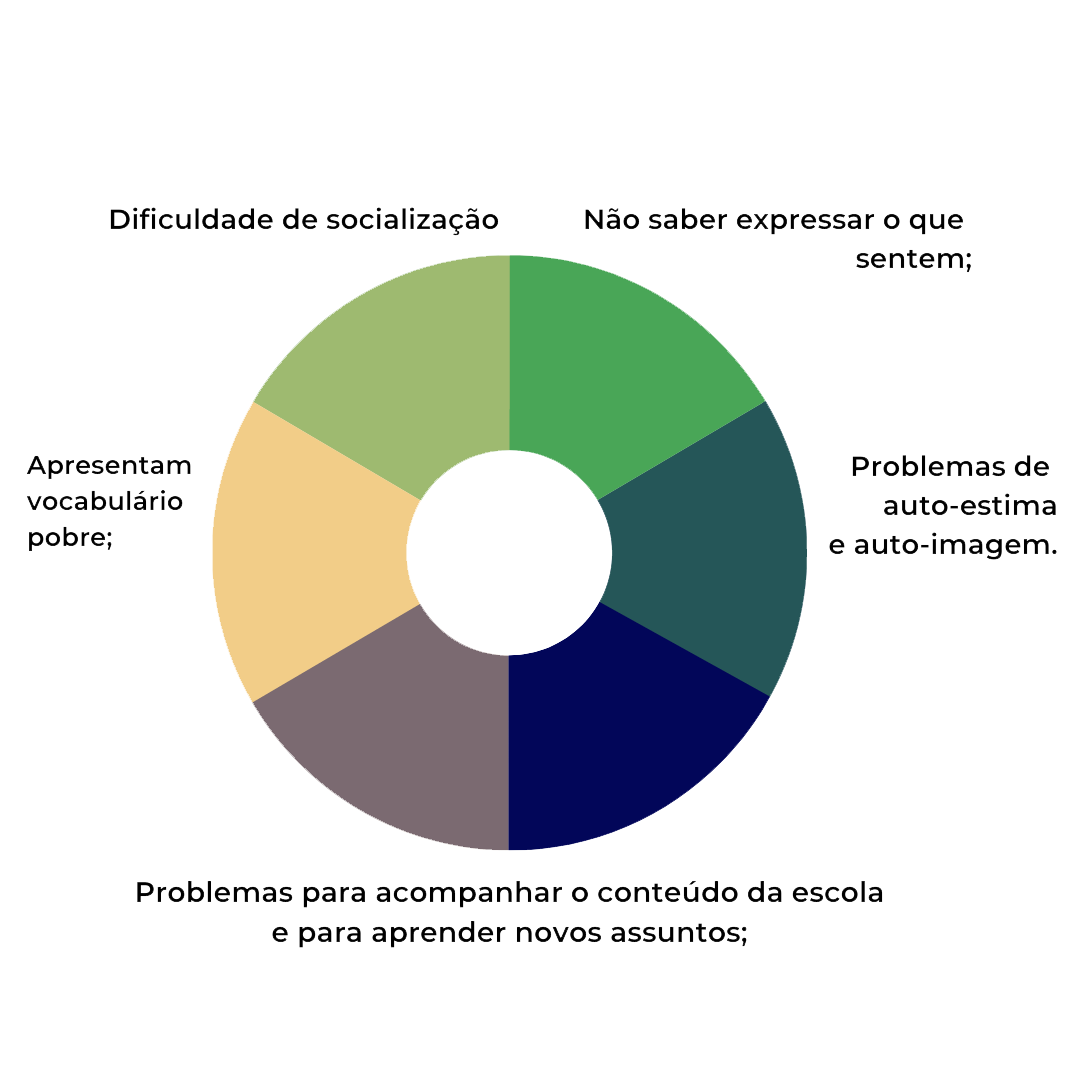 Dificuldade de socialização
Não saber expressar o que
sentem;
Apresentam
vocabulário
pobre;
Problemas de
auto-estima
e auto-imagem.
Problemas para acompanhar o conteúdo da escola
e para aprender novos assuntos;